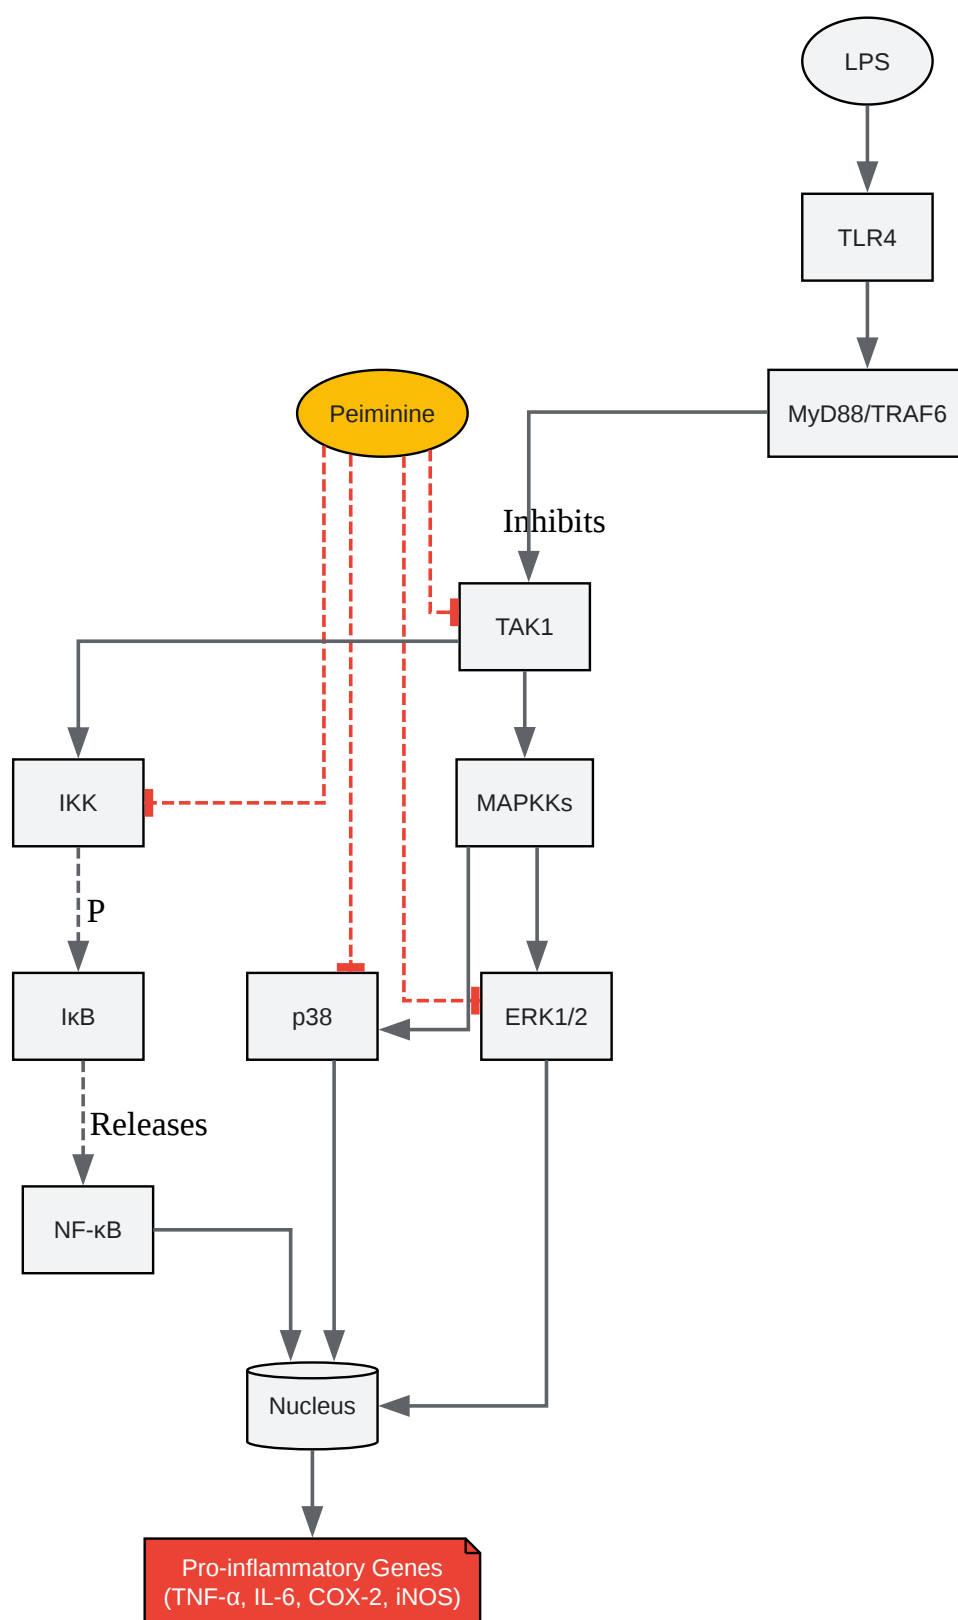 LPS
TLR4
Peiminine
MyD88/TRAF6
Inhibits
TAK1
IKK
MAPKKs
P
IκB
p38
ERK1/2
Releases
NF-κB
Nucleus
Pro-inflammatory Genes
(TNF-α, IL-6, COX-2, iNOS)